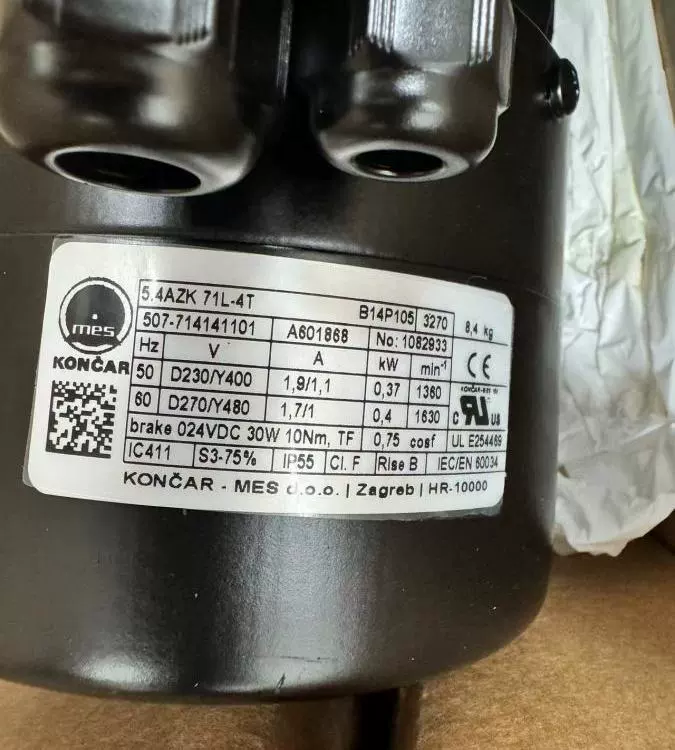 5.4AZK 71L-4T B14P105 3270 8,4 kg
mes
507-714141101 A601868 No: 1082933
KONČAR
Hz V A kW min⁻¹ CE
50 D230/Y400 1,9/1,1 0,37 1360
60 D270/Y480 1,7/1 0,4 1630 c RU us
brake 024VDC 30W 10Nm, TF 0,75 cosf UL E254469
IC411 S3-75% IP55 Cl. F Rise B IEC/EN 60034
KONČAR - MES d.o.o. | Zagreb | HR-10000